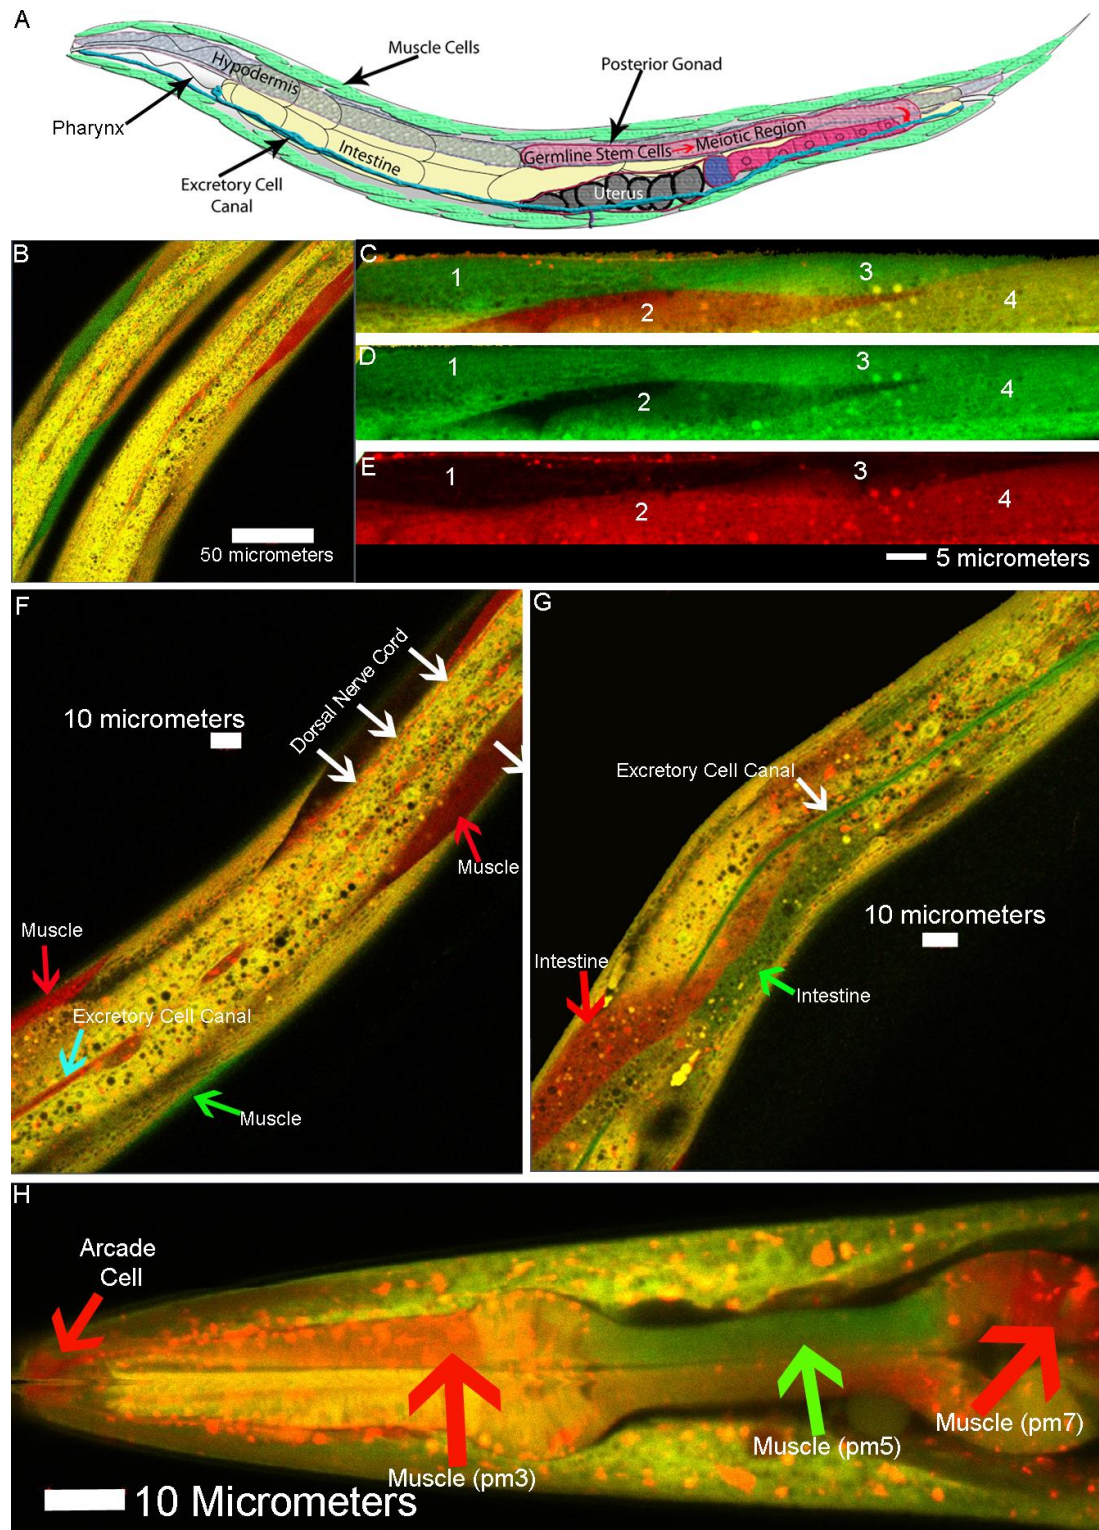 A
Muscle Cells
Hypodermis
Posterior Gonad
Pharynx
Germline Stem Cells
Meiotic Region
Intestine
Excretory Cell
Canal
Uterus
B
50 micrometers
C
1
2
3
4
D
1
2
3
4
E
1
2
3
4
5 micrometers
F
10 micrometers
Dorsal Nerve Cord
Muscle
Muscle
Excretory Cell Canal
Muscle
G
Excretory Cell Canal
10 micrometers
Intestine
Intestine
H
Arcade
Cell
Muscle (pm3)
Muscle (pm5)
Muscle (pm7)
10 Micrometers